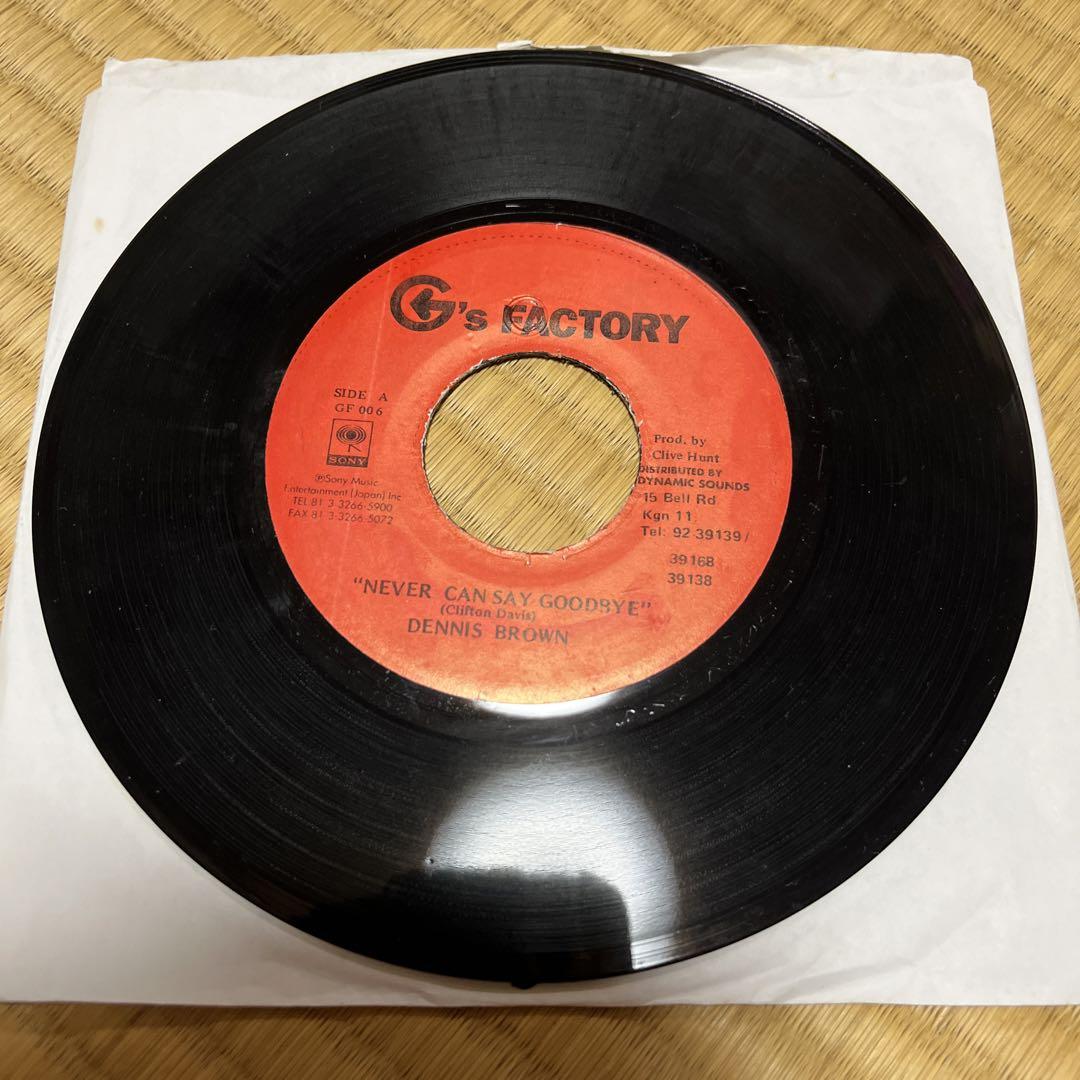 G's FACTORY
SIDE A
GF 006
SONY
℗Sony Music
Entertainment (Japan) Inc
TEL 81 3 3266-5900
FAX 81 3-3266-5072
Prod. by
Clive Hunt
DISTRIBUTED BY
DYNAMIC SOUNDS
15 Bell Rd
Kgn 11
Tel: 92 39139/
39168
39138
"NEVER CAN SAY GOODBYE"
(Clifton Davis)
DENNIS BROWN